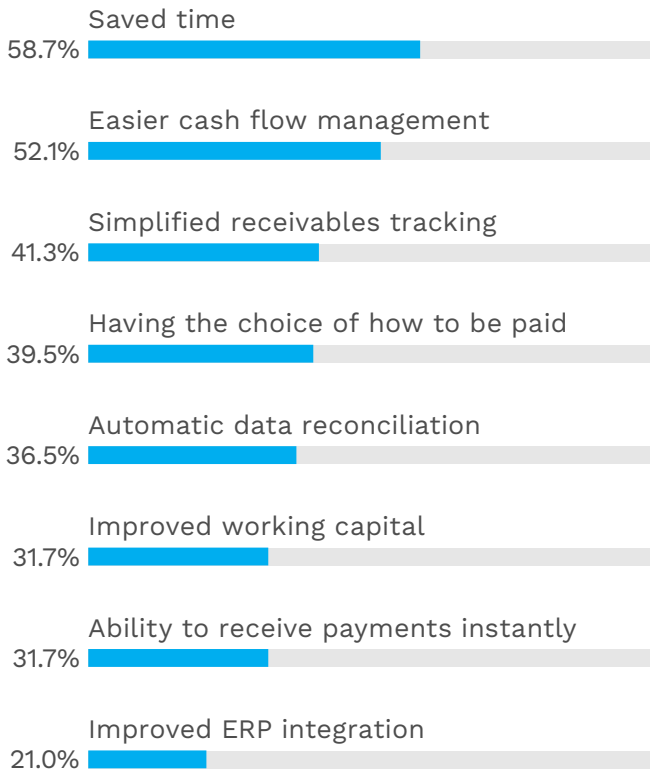 Saved time
58.7%
Easier cash flow management
52.1%
Simplified receivables tracking
41.3%
Having the choice of how to be paid
39.5%
Automatic data reconciliation
36.5%
Improved working capital
31.7%
Ability to receive payments instantly
31.7%
Improved ERP integration
21.0%